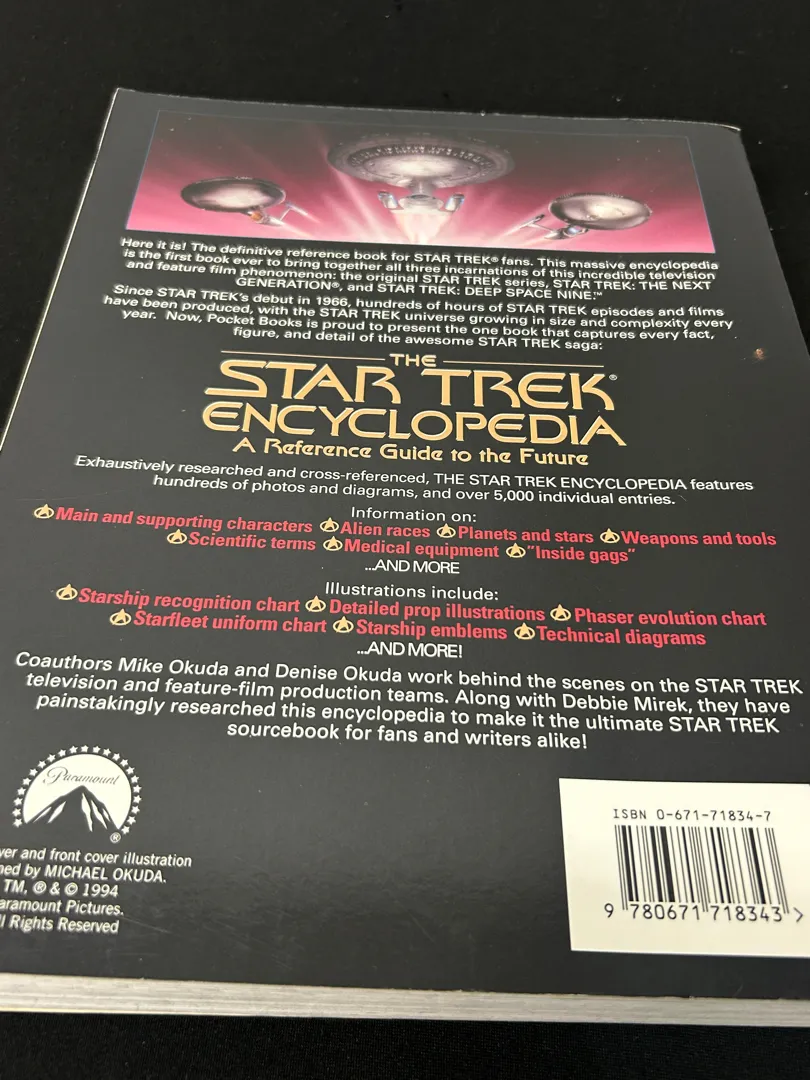 Here it is! The definitive reference book for STAR TREK® fans. This massive encyclopedia
is the first book ever to bring together all three incarnations of this incredible television
and feature film phenomenon: the original STAR TREK series, STAR TREK: THE NEXT
GENERATION®, and STAR TREK: DEEP SPACE NINE.™
Since STAR TREK's debut in 1966, hundreds of hours of STAR TREK episodes and films
have been produced, with the STAR TREK universe growing in size and complexity every
year. Now, Pocket Books is proud to present the one book that captures every fact,
figure, and detail of the awesome STAR TREK saga:
THE
STAR TREK®
ENCYCLOPEDIA
A Reference Guide to the Future
Exhaustively researched and cross-referenced, THE STAR TREK ENCYCLOPEDIA features
hundreds of photos and diagrams, and over 5,000 individual entries.
Information on:
Main and supporting characters Alien races Planets and stars Weapons and tools
Scientific terms Medical equipment "Inside gags"
...AND MORE
Illustrations include:
Starship recognition chart Detailed prop illustrations Phaser evolution chart
Starfleet uniform chart Starship emblems Technical diagrams
...AND MORE!
Coauthors Mike Okuda and Denise Okuda work behind the scenes on the STAR TREK
television and feature-film production teams. Along with Debbie Mirek, they have
painstakingly researched this encyclopedia to make it the ultimate STAR TREK
sourcebook for fans and writers alike!
Paramount
®
and front cover illustration
by MICHAEL OKUDA.
TM, ® & © 1994
Pictures.
Rights Reserved
ISBN 0-671-71834-7
9 780671 718343 >